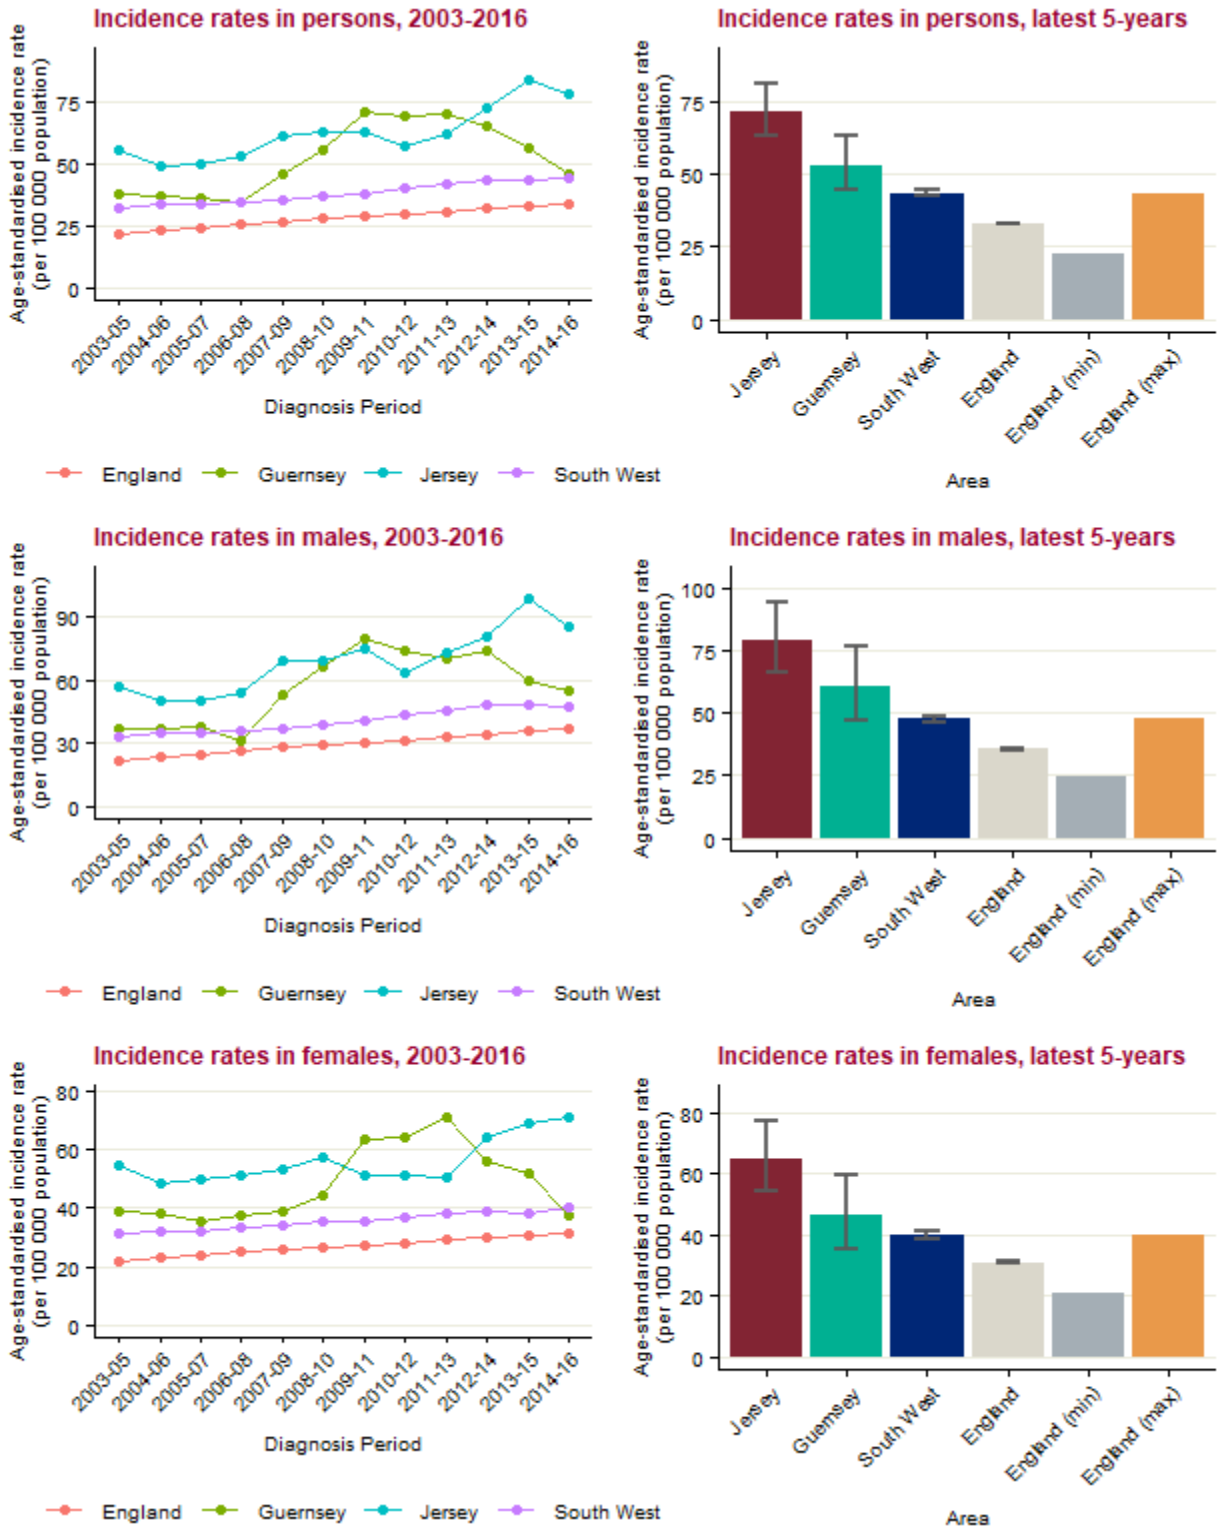 Incidence rates in persons, 2003-2016
Age-standardised incidence rate
(per 100 000 population)
75
50
25
0
2003-05
2004-06
2005-07
2006-08
2007-09
2008-10
2009-11
2010-12
2011-13
2012-14
2013-15
2014-16
Diagnosis Period
England Guernsey Jersey South West
Incidence rates in persons, latest 5-years
Age-standardised incidence rate
(per 100 000 population)
75
50
25
0
Jersey
Guernsey
South West
England
England (min)
England (max)
Area
Incidence rates in males, 2003-2016
Age-standardised incidence rate
(per 100 000 population)
90
60
30
0
2003-05
2004-06
2005-07
2006-08
2007-09
2008-10
2009-11
2010-12
2011-13
2012-14
2013-15
2014-16
Diagnosis Period
England Guernsey Jersey South West
Incidence rates in males, latest 5-years
Age-standardised incidence rate
(per 100 000 population)
100
75
50
25
0
Jersey
Guernsey
South West
England
England (min)
England (max)
Area
Incidence rates in females, 2003-2016
Age-standardised incidence rate
(per 100 000 population)
80
60
40
20
0
2003-05
2004-06
2005-07
2006-08
2007-09
2008-10
2009-11
2010-12
2011-13
2012-14
2013-15
2014-16
Diagnosis Period
England Guernsey Jersey South West
Incidence rates in females, latest 5-years
Age-standardised incidence rate
(per 100 000 population)
80
60
40
20
0
Jersey
Guernsey
South West
England
England (min)
England (max)
Area